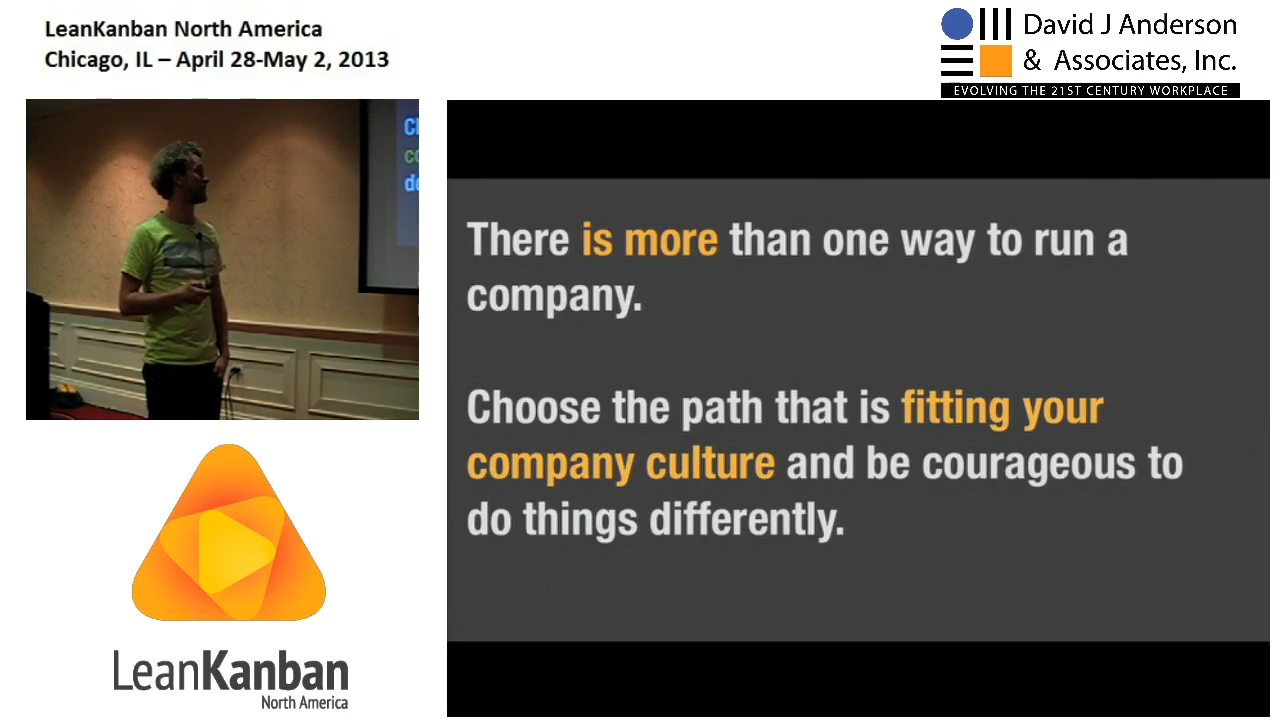 LeanKanban North America
Chicago, IL – April 28-May 2, 2013
David J Anderson
& Associates, Inc.
EVOLVING THE 21ST CENTURY WORKPLACE
There is more than one way to run a
company.
Choose the path that is fitting your
company culture and be courageous to
do things differently.
LeanKanban
North America